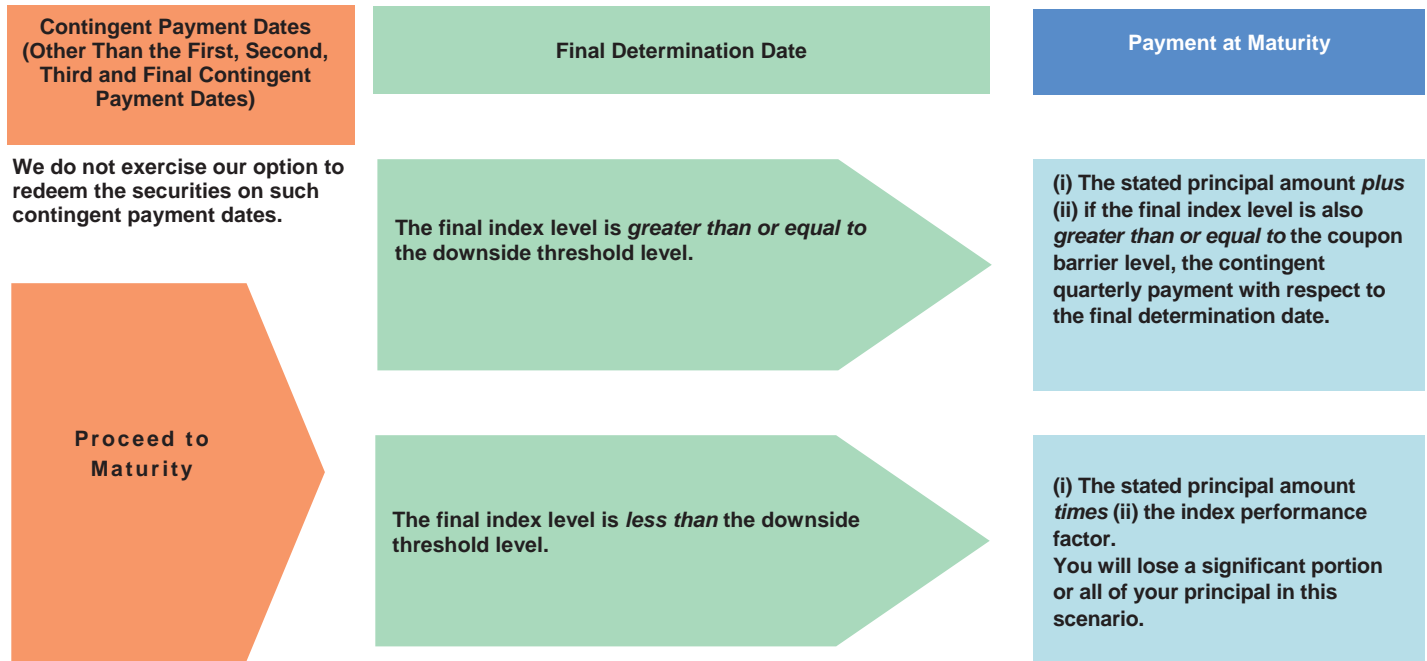 Contingent Payment Dates
(Other Than the First, Second,
Third and Final Contingent
Payment Dates)
Final Determination Date
Payment at Maturity
We do not exercise our option to
redeem the securities on such
contingent payment dates.
Proceed to
Maturity
The final index level is greater than or equal to
the downside threshold level.
(i) The stated principal amount plus
(ii) if the final index level is also
greater than or equal to the coupon
barrier level, the contingent
quarterly payment with respect to
the final determination date.
The final index level is less than the downside
threshold level.
(i) The stated principal amount
times (ii) the index performance
factor.
You will lose a significant portion
or all of your principal in this
scenario.